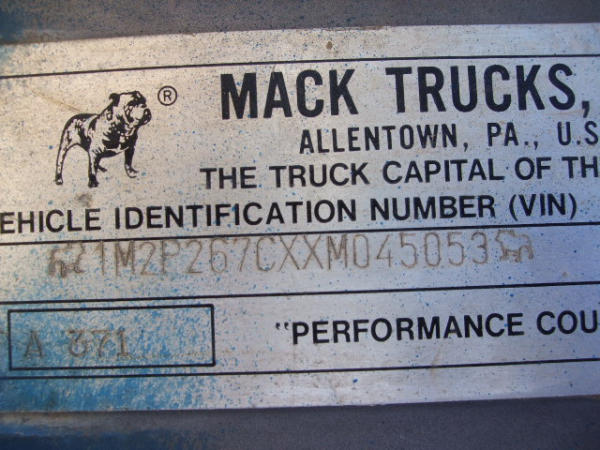 ® MACK TRUCKS,
ALLENTOWN, PA., U.S
THE TRUCK CAPITAL OF TH
EHICLE IDENTIFICATION NUMBER (VIN)
1M2P267CXXM045053
"PERFORMANCE COU